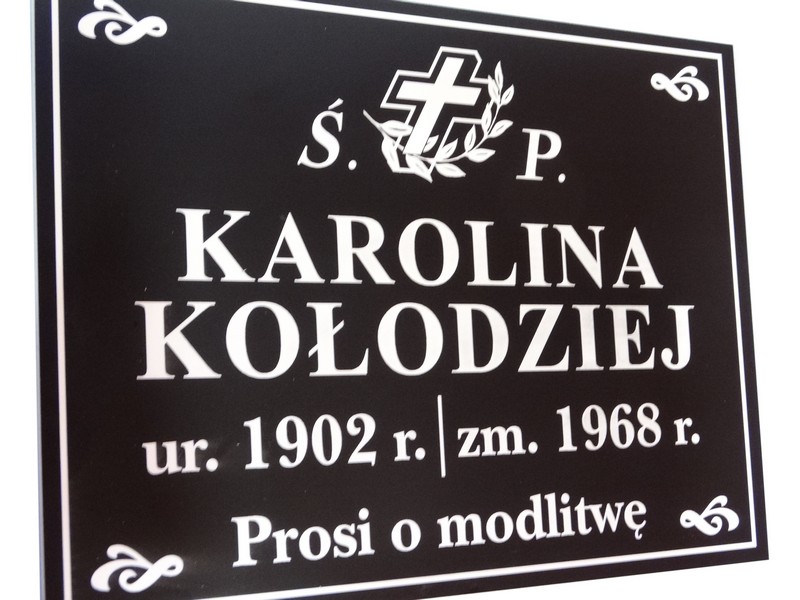 Ś. P.
KAROLINA
KOŁODZIEJ
ur. 1902 r. | zm. 1968 r.
Prosi o modlitwę